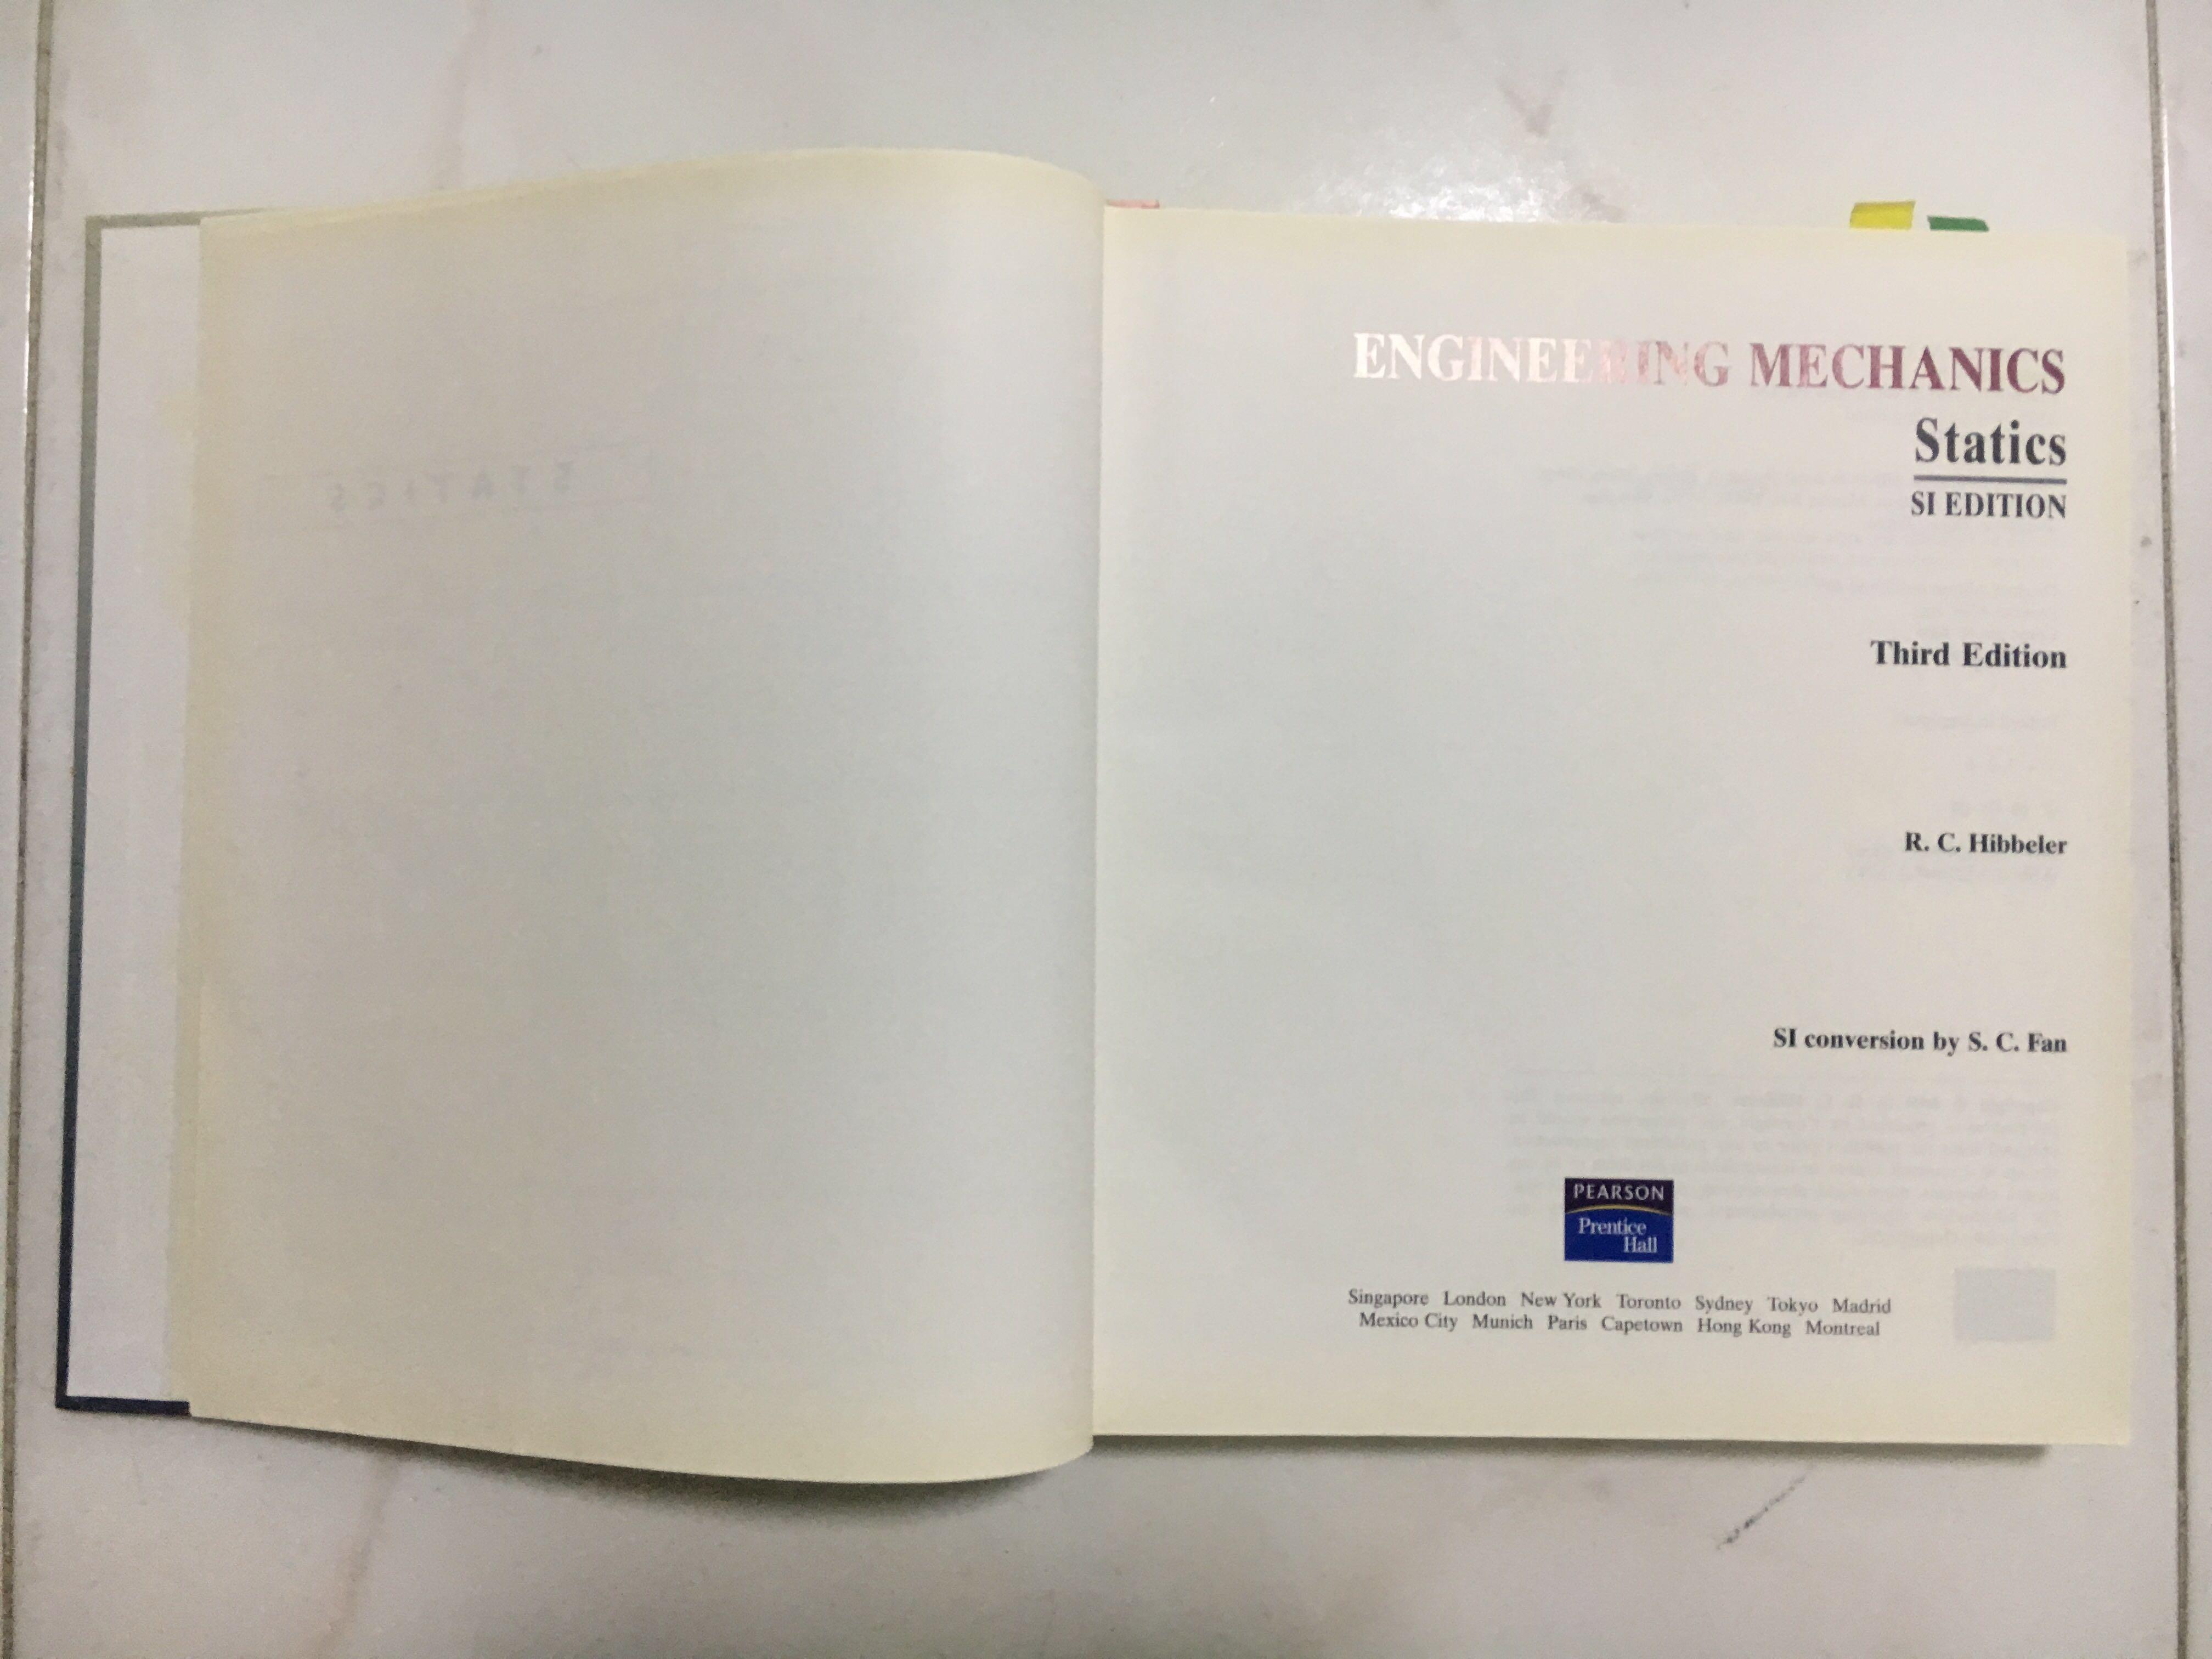 STATICS
ENGINEERING MECHANICS
Statics
SI EDITION
Third Edition
R. C. Hibbeler
SI conversion by S. C. Fan
PEARSON
Prentice
Hall
Singapore London New York Toronto Sydney Tokyo Madrid
Mexico City Munich Paris Capetown Hong Kong Montreal